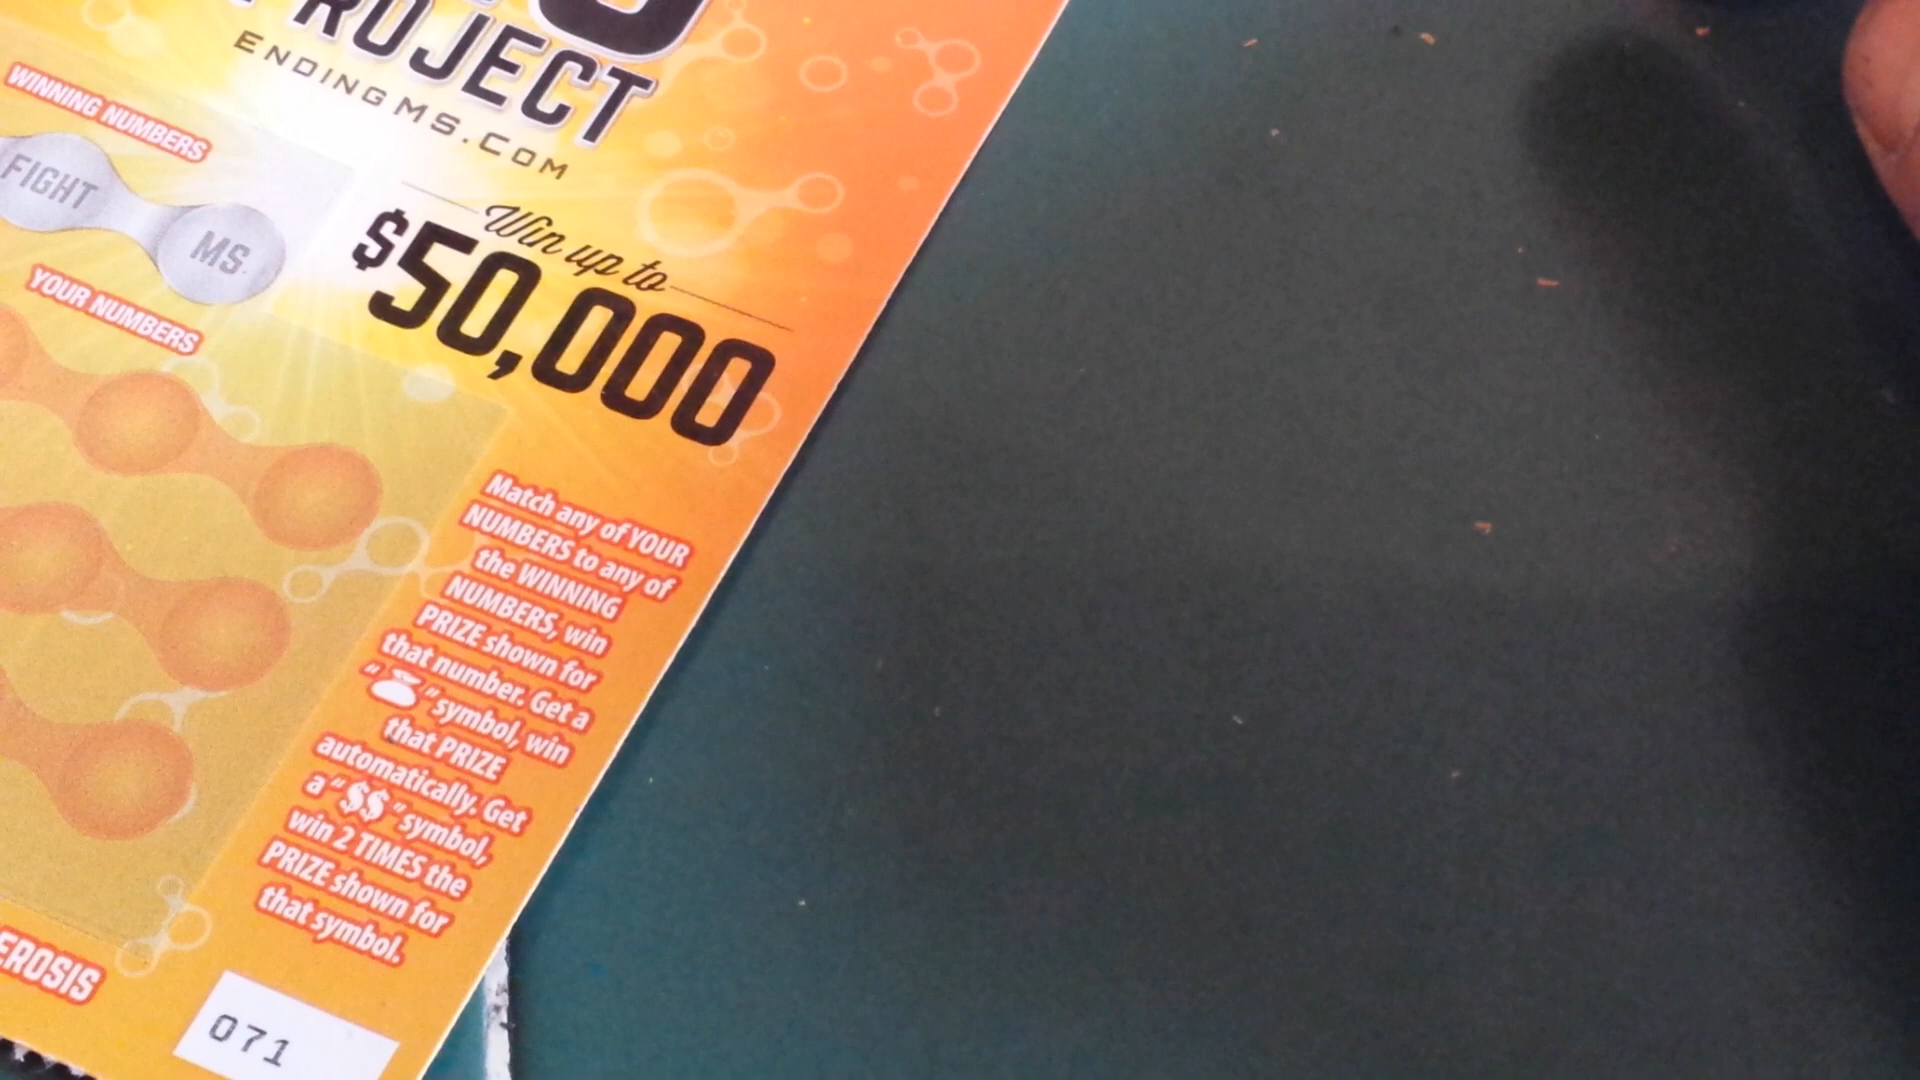 PROJECT
ENDINGMS.COM
WINNING NUMBERS
FIGHT
MS
YOUR NUMBERS
Win up to
$50,000
Match any of YOUR
NUMBERS to any of
the WINNING
NUMBERS, win
PRIZE shown for
that number. Get a
" " symbol, win
that PRIZE
automatically. Get
a "$$" symbol,
win 2 TIMES the
PRIZE shown for
that symbol.
EROSIS
071